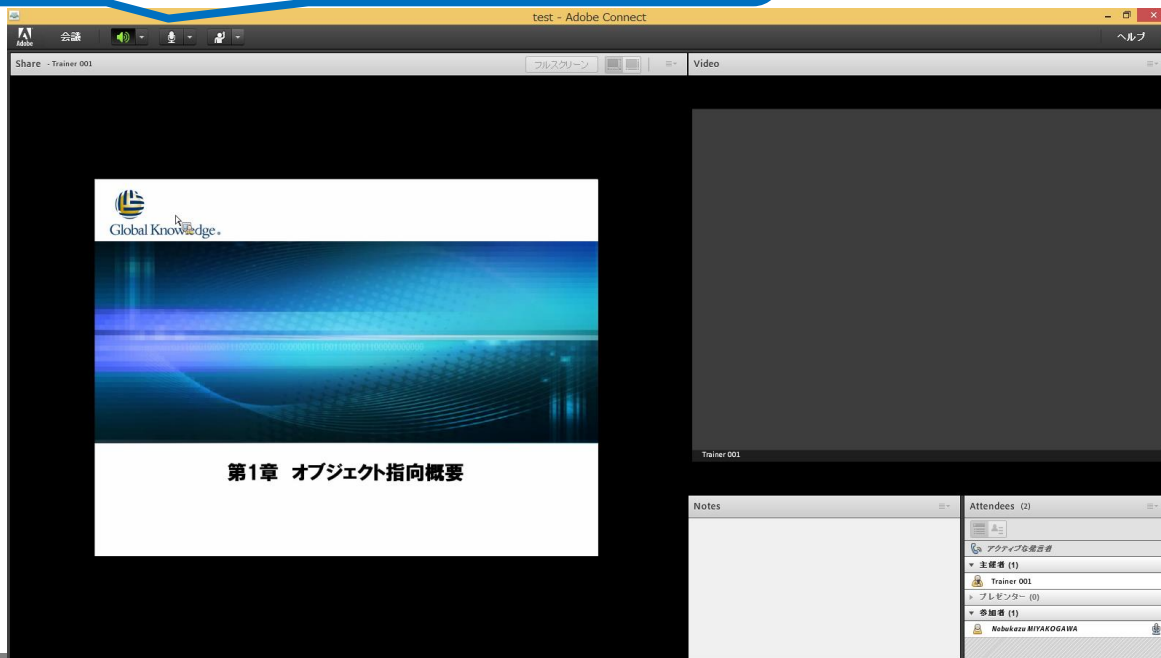 test - Adobe Connect
Adobe
会議
ヘルプ
Share - Trainer 001
フルスクリーン
Video
Global Knowledge.
第1章 オブジェクト指向概要
Trainer 001
Notes
Attendees (2)
アクティブな発言者
主催者 (1)
Trainer 001
プレゼンター (0)
参加者 (1)
Nobukazu MIYAKOGAWA